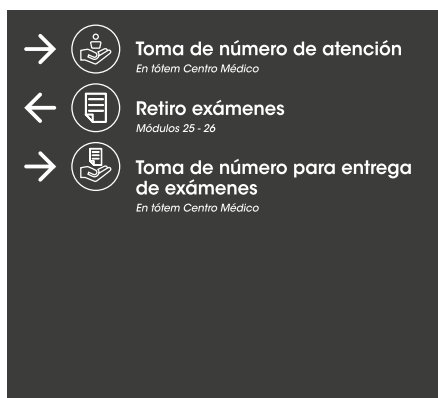 Toma de número de atención
En tótem Centro Médico
Retiro exámenes
Módulos 25 - 26
Toma de número para entrega
de exámenes
En tótem Centro Médico